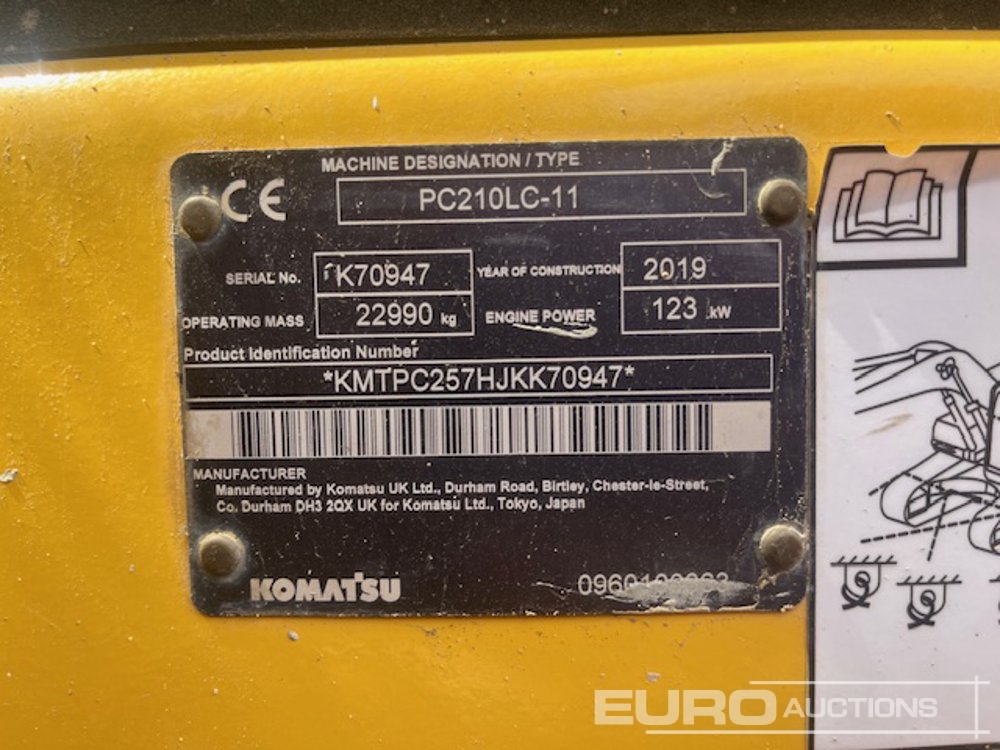 MACHINE DESIGNATION / TYPE
CE PC210LC-11
SERIAL No. K70947 YEAR OF CONSTRUCTION 2019
OPERATING MASS 22990 kg ENGINE POWER 123 kW
Product Identification Number
*KMTPC257HJKK70947*
MANUFACTURER
Manufactured by Komatsu UK Ltd., Durham Road, Birtley, Chester-le-Street,
Co. Durham DH3 2QX UK for Komatsu Ltd., Tokyo, Japan
KOMATSU
EURO AUCTIONS